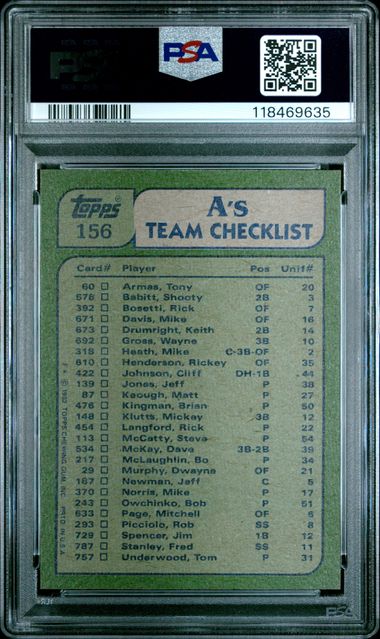 PSA
118469635
topps
156
A's
TEAM CHECKLIST
Card# Player Pos Unif#
60 Armas, Tony OF 20
578 Babitt, Shooty 2B 3
392 Bosetti, Rick OF 7
671 Davis, Mike OF 16
673 Drumright, Keith 2B 14
692 Gross, Wayne 3B 10
318 Heath, Mike C-3B-OF 2
610 Henderson, Rickey OF 35
422 Johnson, Cliff DH-1B 44
139 Jones, Jeff P 38
87 Keough, Matt P 27
476 Kingman, Brian P 50
148 Klutts, Mickey 3B 12
454 Langford, Rick P 22
113 McCatty, Steve P 54
534 McKay, Dave 3B-2B 39
217 McLaughlin, Bo P 34
29 Murphy, Dwayne OF 21
187 Newman, Jeff C 5
370 Norris, Mike P 17
243 Owchinko, Bob P 51
633 Page, Mitchell OF 6
293 Picciolo, Rob SS 8
729 Spencer, Jim 1B 12
787 Stanley, Fred SS 11
757 Underwood, Tom P 31
© 1982 TOPPS CHEWING GUM, INC. PRTD. IN U.S.A.
PSA